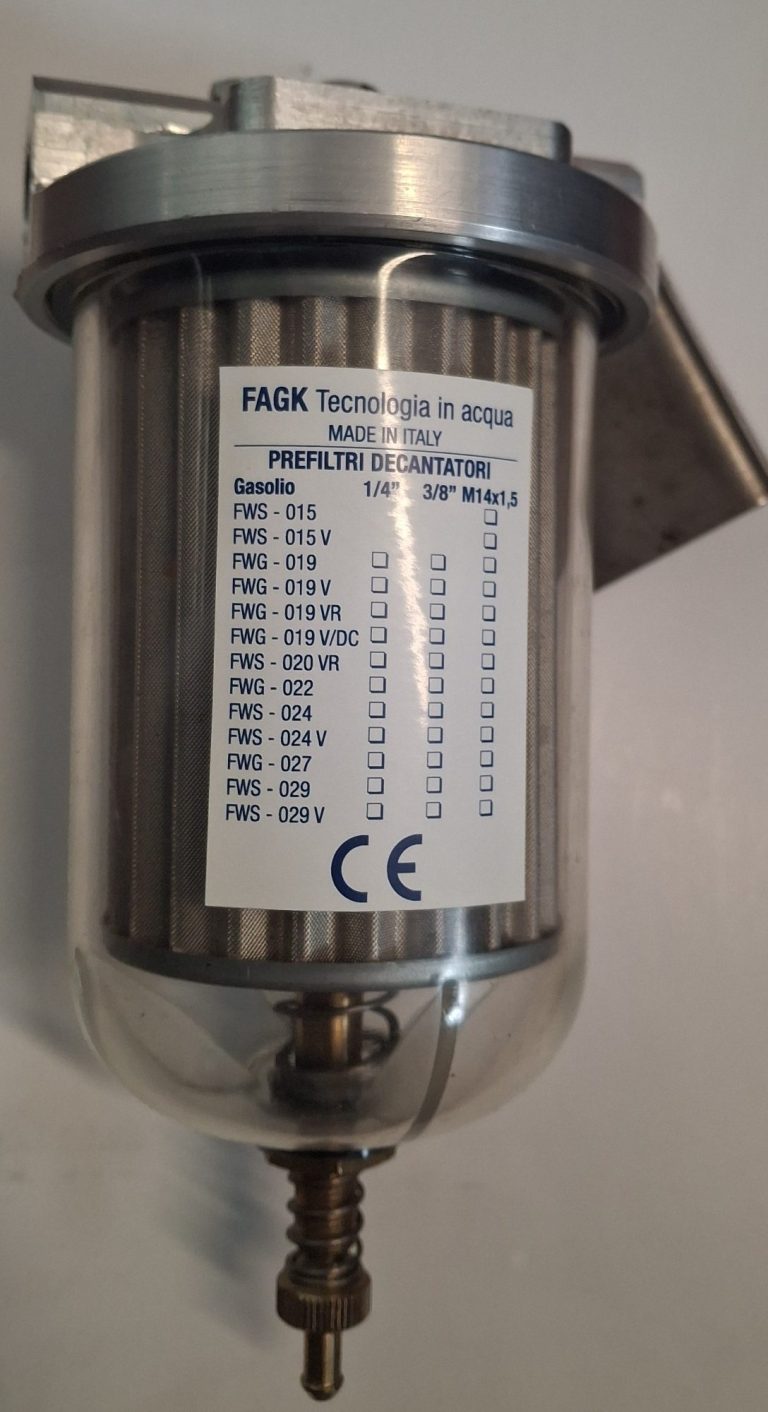 FAGK Tecnologia in acqua
MADE IN ITALY
PREFILTRI DECANTATORI
Gasolio 1/4" 3/8" M14x1,5
FWS - 015 ❑
FWS - 015 V ❑
FWG - 019 ❑ ❑ ❑
FWG - 019 V ❑ ❑ ❑
FWG - 019 VR ❑ ❑ ❑
FWG - 019 V/DC ❑ ❑ ❑
FWS - 020 VR ❑ ❑ ❑
FWG - 022 ❑ ❑ ❑
FWS - 024 ❑ ❑ ❑
FWS - 024 V ❑ ❑ ❑
FWG - 027 ❑ ❑ ❑
FWS - 029 ❑ ❑ ❑
FWS - 029 V ❑ ❑ ❑
CE